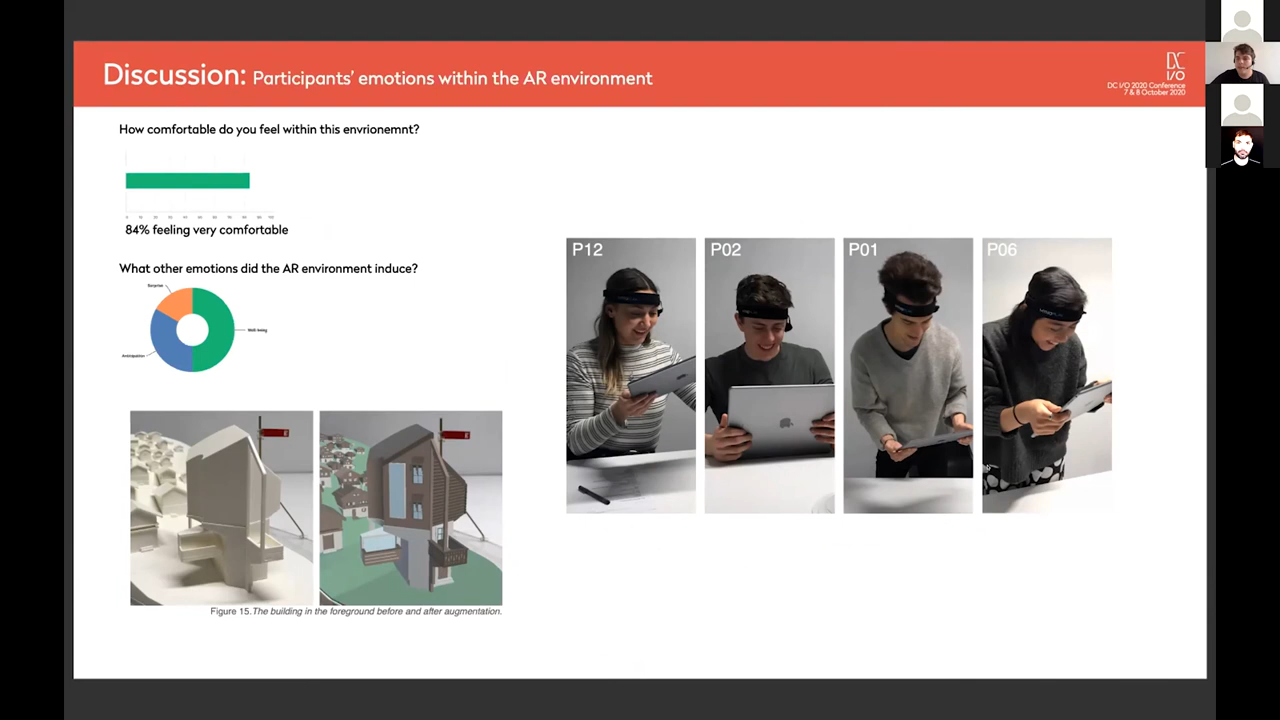 Discussion: Participants' emotions within the AR environment
DC
I/O
DC I/O 2020 Conference
7 & 8 October 2020
How comfortable do you feel within this envrionemnt?
84% feeling very comfortable
What other emotions did the AR environment induce?
Surprise
Well-being
Anticipation
P12
P02
P01
P06
Figure 15. The building in the foreground before and after augmentation.